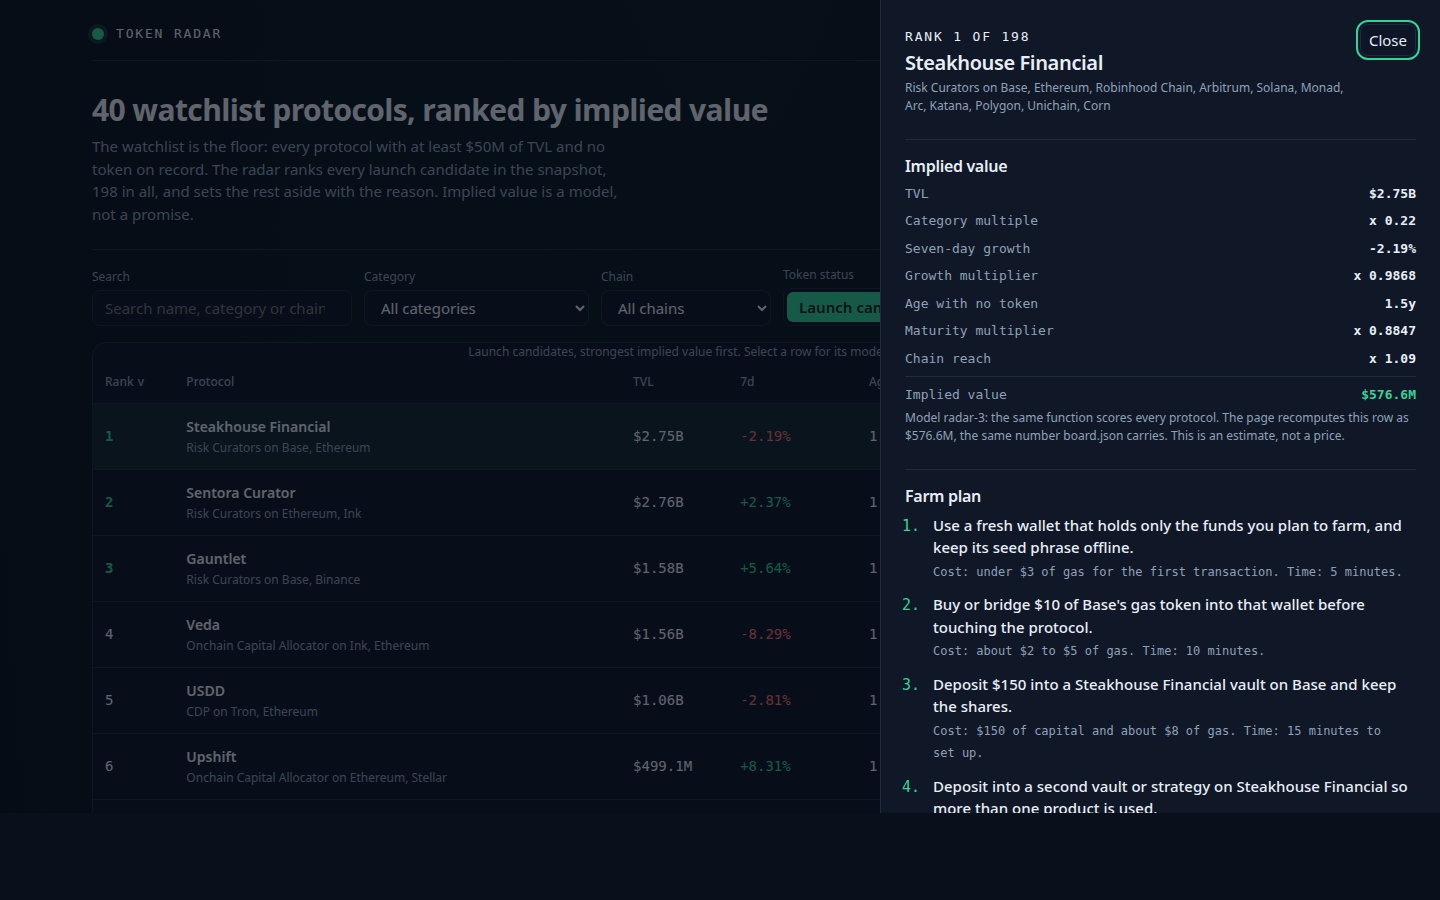 TOKEN RADAR
40 watchlist protocols, ranked by implied value
The watchlist is the floor: every protocol with at least $50M of TVL and no
token on record. The radar ranks every launch candidate in the snapshot,
198 in all, and sets the rest aside with the reason. Implied value is a model,
not a promise.
Search
Category
Chain
Token status
Search name, category or chain
All categories
All chains
Launch can
Launch candidates, strongest implied value first. Select a row for its mode
Rank v
Protocol
TVL
7d
Ag
1
Steakhouse Financial
Risk Curators on Base, Ethereum
$2.75B
-2.19%
1
2
Sentora Curator
Risk Curators on Ethereum, Ink
$2.76B
+2.37%
1
3
Gauntlet
Risk Curators on Base, Binance
$1.58B
+5.64%
1
4
Veda
Onchain Capital Allocator on Ink, Ethereum
$1.56B
-8.29%
1
5
USDD
CDP on Tron, Ethereum
$1.06B
-2.81%
1
6
Upshift
Onchain Capital Allocator on Ethereum, Stellar
$499.1M
+8.31%
1
RANK 1 OF 198
Close
Steakhouse Financial
Risk Curators on Base, Ethereum, Robinhood Chain, Arbitrum, Solana, Monad,
Arc, Katana, Polygon, Unichain, Corn
Implied value
TVL $2.75B
Category multiple x 0.22
Seven-day growth -2.19%
Growth multiplier x 0.9868
Age with no token 1.5y
Maturity multiplier x 0.8847
Chain reach x 1.09
Implied value $576.6M
Model radar-3: the same function scores every protocol. The page recomputes this row as
$576.6M, the same number board.json carries. This is an estimate, not a price.
Farm plan
1. Use a fresh wallet that holds only the funds you plan to farm, and
keep its seed phrase offline.
Cost: under $3 of gas for the first transaction. Time: 5 minutes.
2. Buy or bridge $10 of Base's gas token into that wallet before
touching the protocol.
Cost: about $2 to $5 of gas. Time: 10 minutes.
3. Deposit $150 into a Steakhouse Financial vault on Base and keep
the shares.
Cost: $150 of capital and about $8 of gas. Time: 15 minutes to
set up.
4. Deposit into a second vault or strategy on Steakhouse Financial so
more than one product is used.